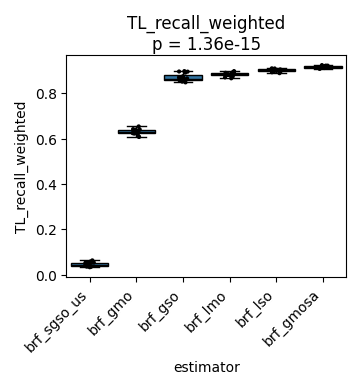 TL_recall_weighted
p = 1.36e-15
TL_recall_weighted
0.8
0.6
0.4
0.2
0.0
brf_sgso_us
brf_gmo
brf_gso
brf_lmo
brf_lso
brf_gmosa
estimator